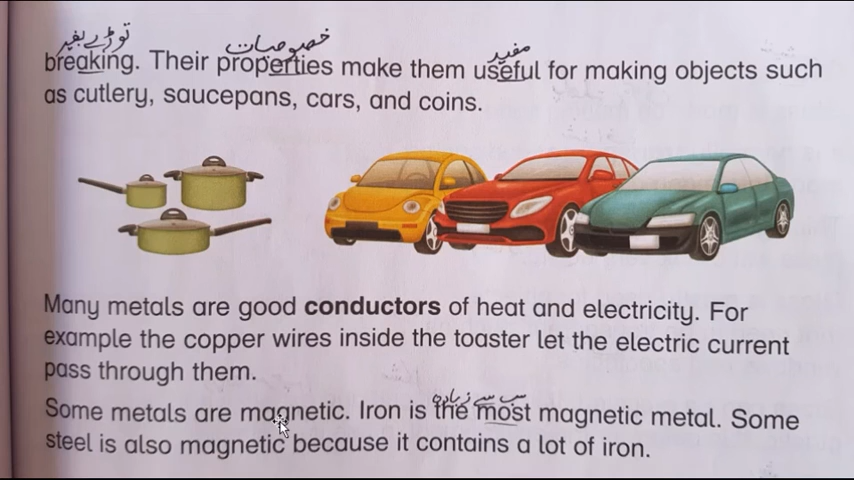 توڑے بغیر خصوصیات مفید
breaking. Their properties make them useful for making objects such
as cutlery, saucepans, cars, and coins.
Many metals are good conductors of heat and electricity. For
example the copper wires inside the toaster let the electric current
pass through them.
سب سے زیادہ
Some metals are magnetic. Iron is the most magnetic metal. Some
steel is also magnetic because it contains a lot of iron.